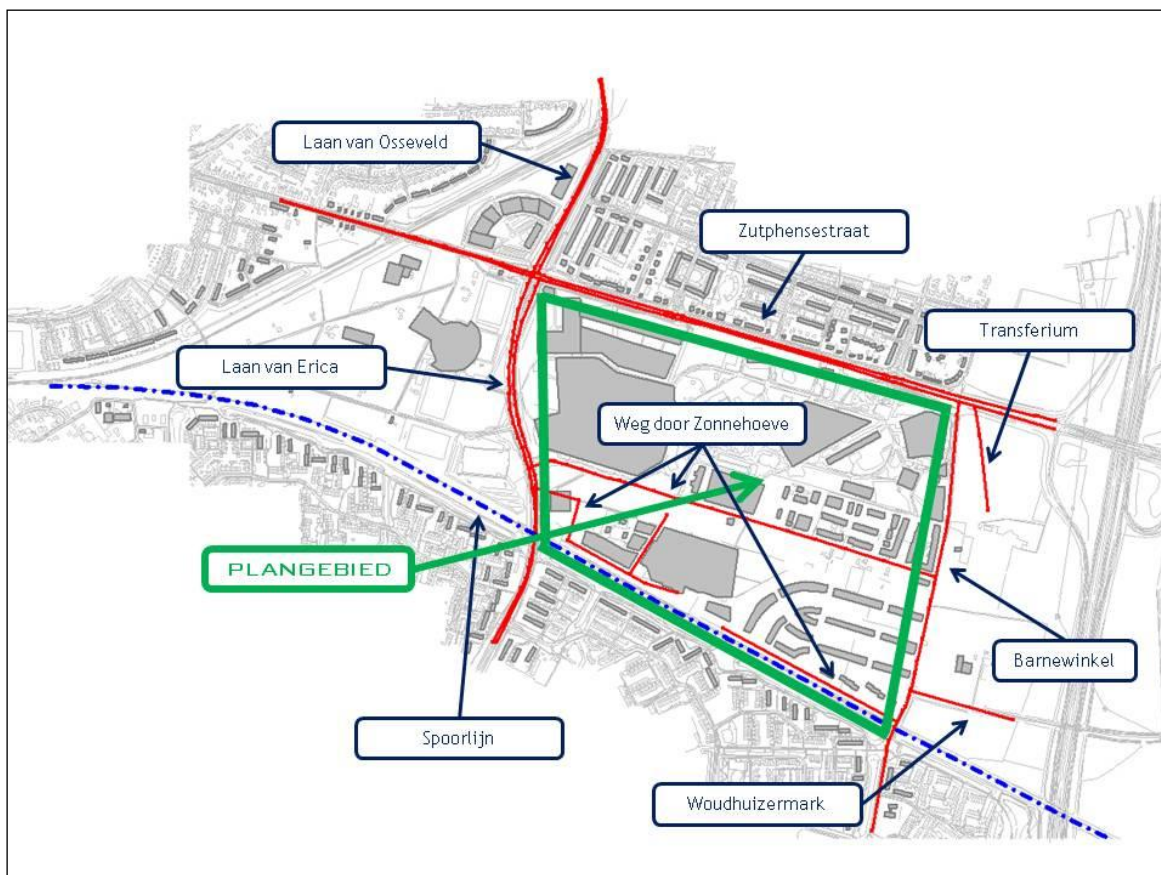 Laan van Osseveld
Zutphensestraat
Transferium
Laan van Erica
Weg door Zonnehoeve
PLANGEBIED
Barnewinkel
Spoorlijn
Woudhuizermark